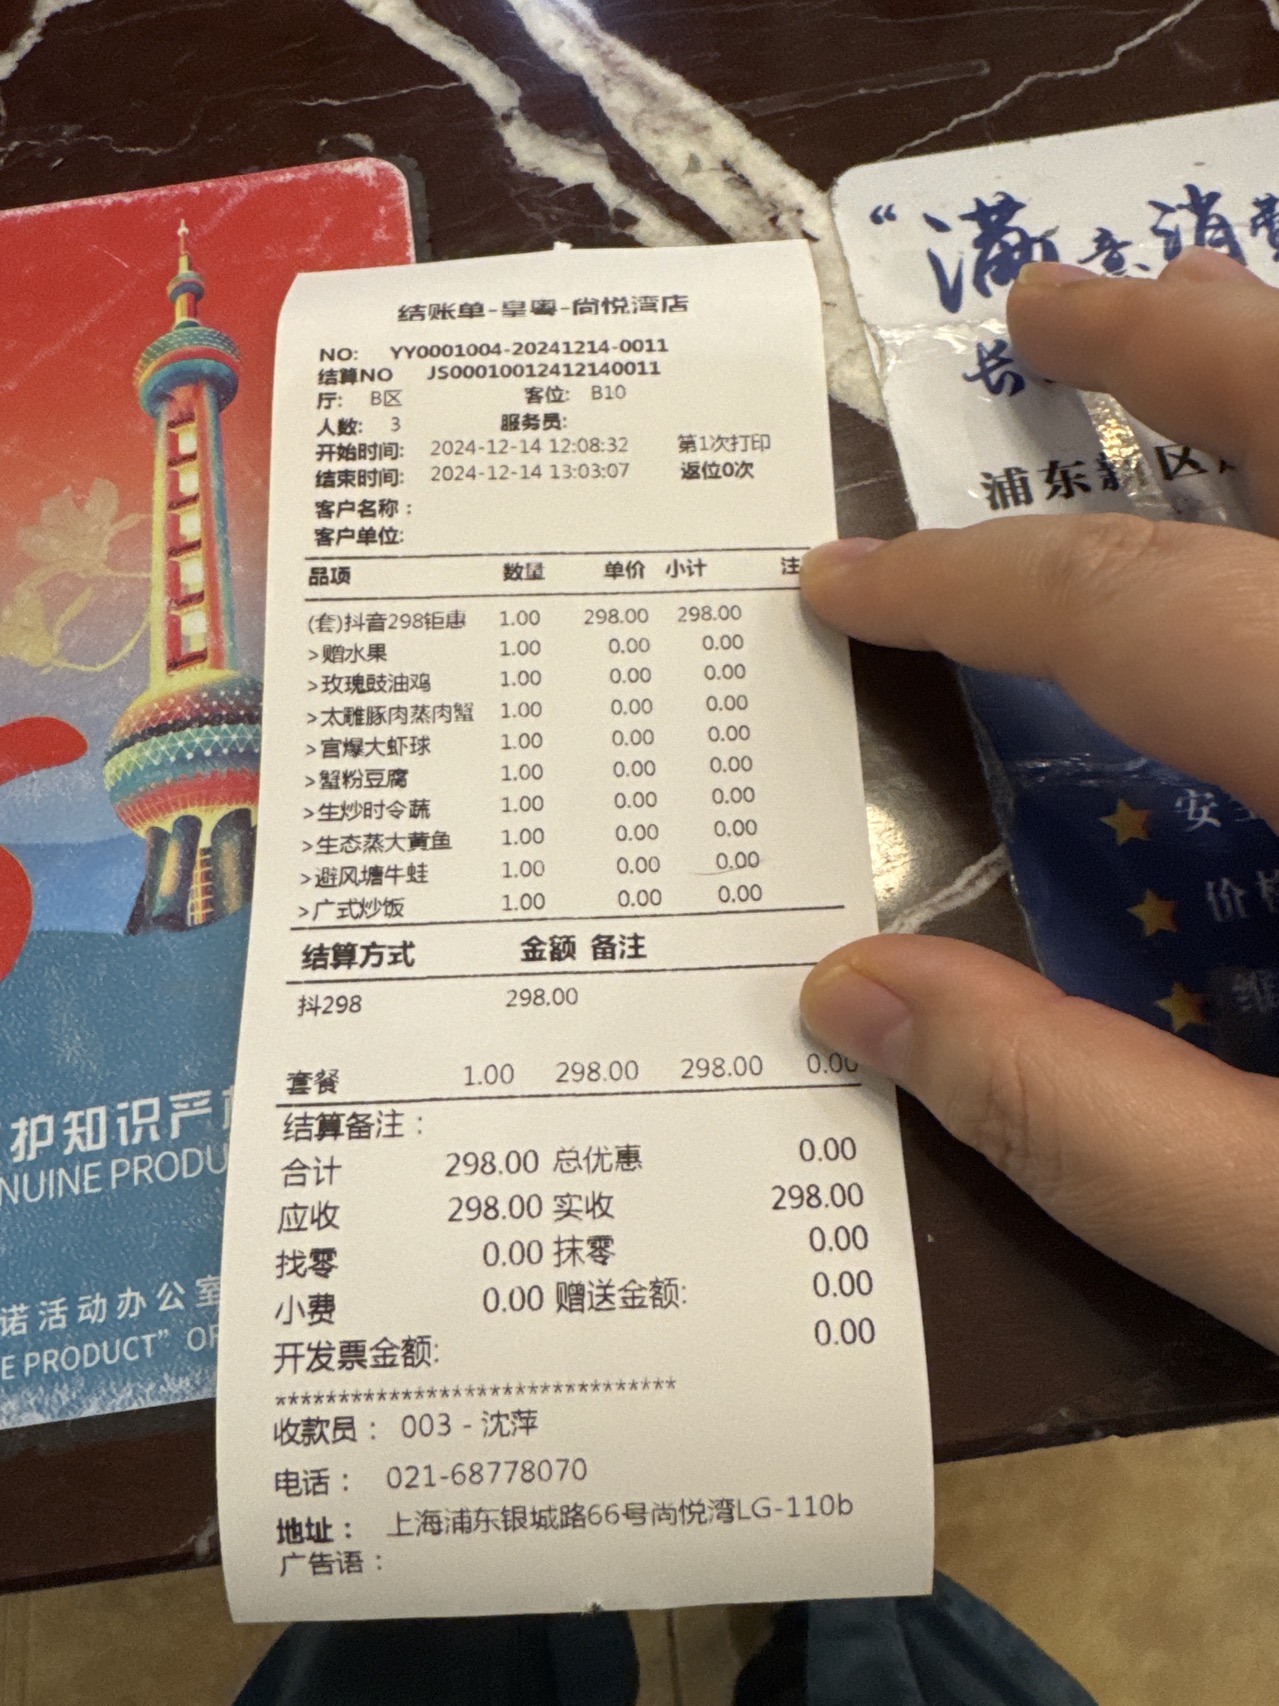 结账单-皇粤-尚悦湾店
NO: YY0001004-20241214-0011
结算NO JS00010012412140011
厅: B区 客位: B10
人数: 3 服务员:
开始时间: 2024-12-14 12:08:32 第1次打印
结束时间: 2024-12-14 13:03:07 返位0次
客户名称：
客户单位:
品项 数量 单价 小计 注
(套)抖音298钜惠 1.00 298.00 298.00
>赠水果 1.00 0.00 0.00
>玫瑰豉油鸡 1.00 0.00 0.00
>太雕豚肉蒸肉蟹 1.00 0.00 0.00
>宫爆大虾球 1.00 0.00 0.00
>蟹粉豆腐 1.00 0.00 0.00
>生炒时令蔬 1.00 0.00 0.00
>生态蒸大黄鱼 1.00 0.00 0.00
>避风塘牛蛙 1.00 0.00 0.00
>广式炒饭 1.00 0.00 0.00
结算方式 金额 备注
抖298 298.00
套餐 1.00 298.00 298.00 0.00
结算备注：
合计 298.00 总优惠 0.00
应收 298.00 实收 298.00
找零 0.00 抹零 0.00
小费 0.00 赠送金额: 0.00
开发票金额: 0.00
********************************
收款员： 003 - 沈萍
电话： 021-68778070
地址： 上海浦东银城路66号尚悦湾LG-110b
广告语：
护知识产
NUINE PRODU
诺活动办公室
E PRODUCT” OF
“满意消费
长
浦东新区
安全
价格